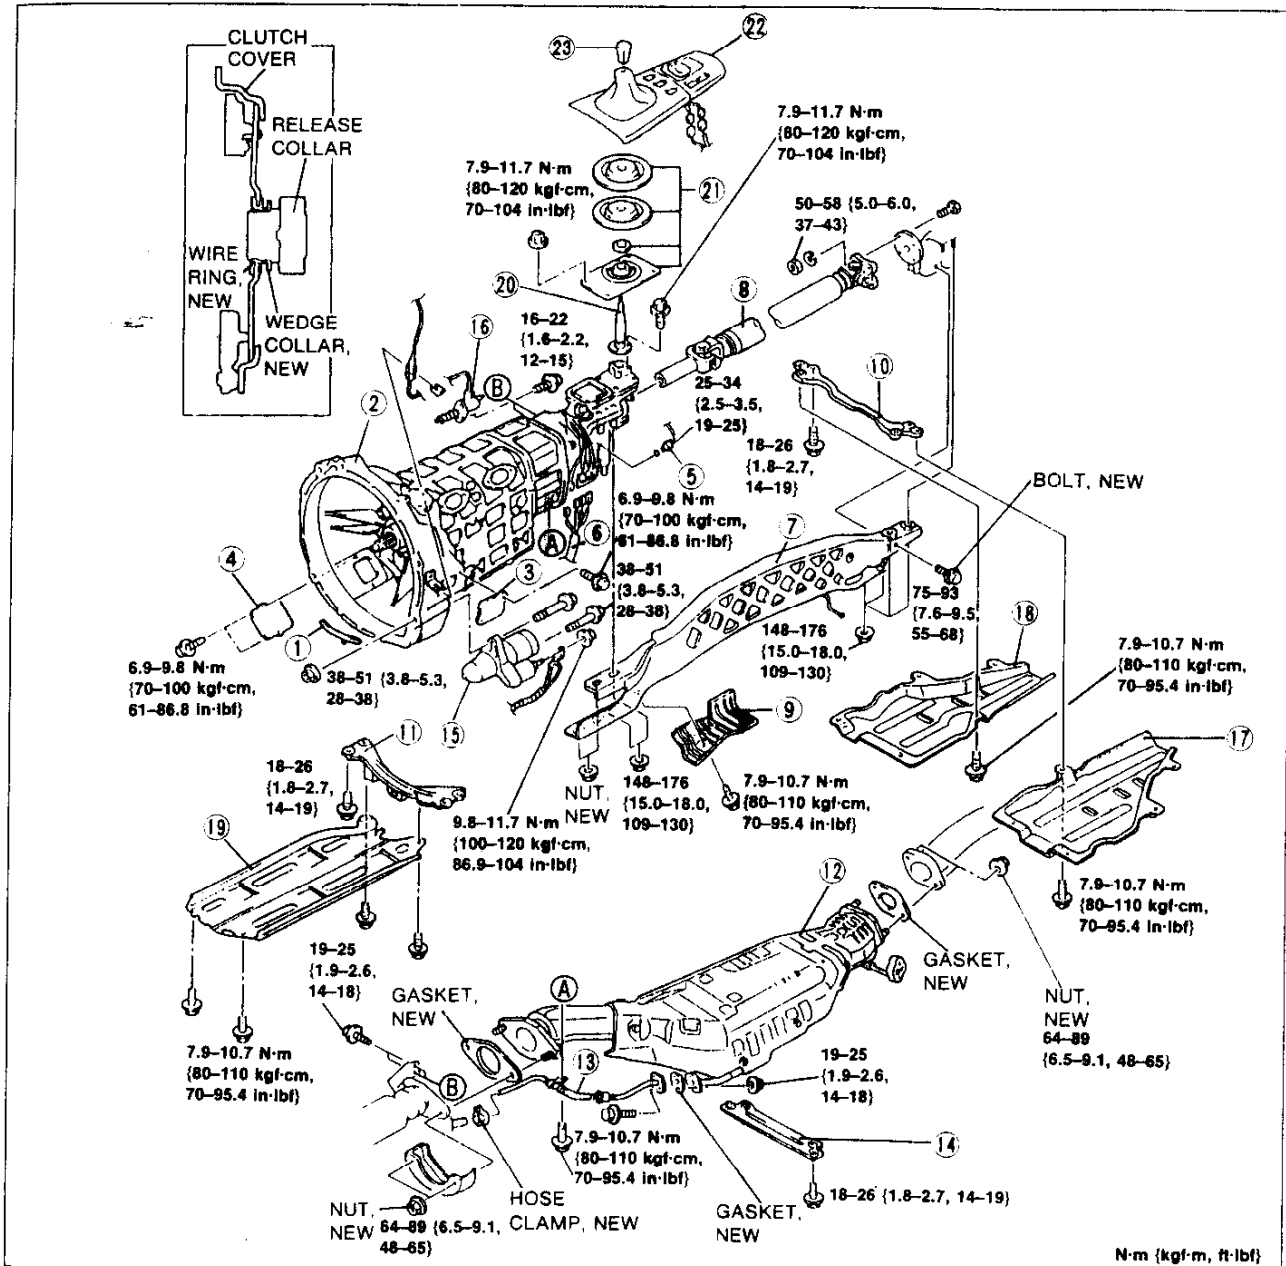 CLUTCH
COVER
RELEASE
COLLAR
WIRE
RING,
NEW
WEDGE
COLLAR,
NEW
23
22
7.9–11.7 N·m
{80–120 kgf·cm,
70–104 in·lbf}
7.9–11.7 N·m
{80–120 kgf·cm,
70–104 in·lbf}
21
50–58 {5.0–6.0,
37–43}
20
8
16
16–22
{1.6–2.2,
12–15}
B
10
2
25–34
{2.5–3.5,
19–25}
5
18–26
{1.8–2.7,
14–19}
BOLT, NEW
6.9–9.8 N·m
{70–100 kgf·cm,
61–86.8 in·lbf}
A
6
7
4
3
38–51
{3.8–5.3,
28–38}
75–93
{7.6–9.5,
55–68}
18
1
148–176
{15.0–18.0,
109–130}
7.9–10.7 N·m
{80–110 kgf·cm,
70–95.4 in·lbf}
6.9–9.8 N·m
{70–100 kgf·cm,
61–86.8 in·lbf}
38–51 {3.8–5.3,
28–38}
15
9
17
11
18–26
{1.8–2.7,
14–19}
NUT,
NEW
148–176
{15.0–18.0,
109–130}
7.9–10.7 N·m
{80–110 kgf·cm,
70–95.4 in·lbf}
19
9.8–11.7 N·m
{100–120 kgf·cm,
86.9–104 in·lbf}
12
7.9–10.7 N·m
{80–110 kgf·cm,
70–95.4 in·lbf}
19–25
{1.9–2.6,
14–18}
GASKET,
NEW
A
GASKET,
NEW
NUT,
NEW
64–89
{6.5–9.1, 48–65}
7.9–10.7 N·m
{80–110 kgf·cm,
70–95.4 in·lbf}
B
13
19–25
{1.9–2.6,
14–18}
14
7.9–10.7 N·m
{80–110 kgf·cm,
70–95.4 in·lbf}
18–26 {1.8–2.7, 14–19}
NUT,
NEW
64–89 {6.5–9.1,
48–65}
HOSE
CLAMP, NEW
GASKET,
NEW
N·m {kgf·m, ft·lbf}